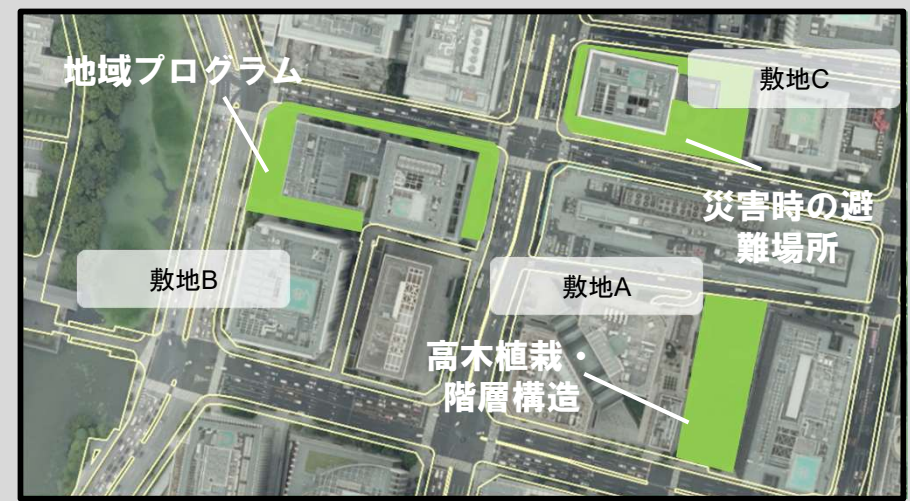 地域プログラム
敷地C
災害時の避
難場所
敷地B
敷地A
高木植栽・
階層構造